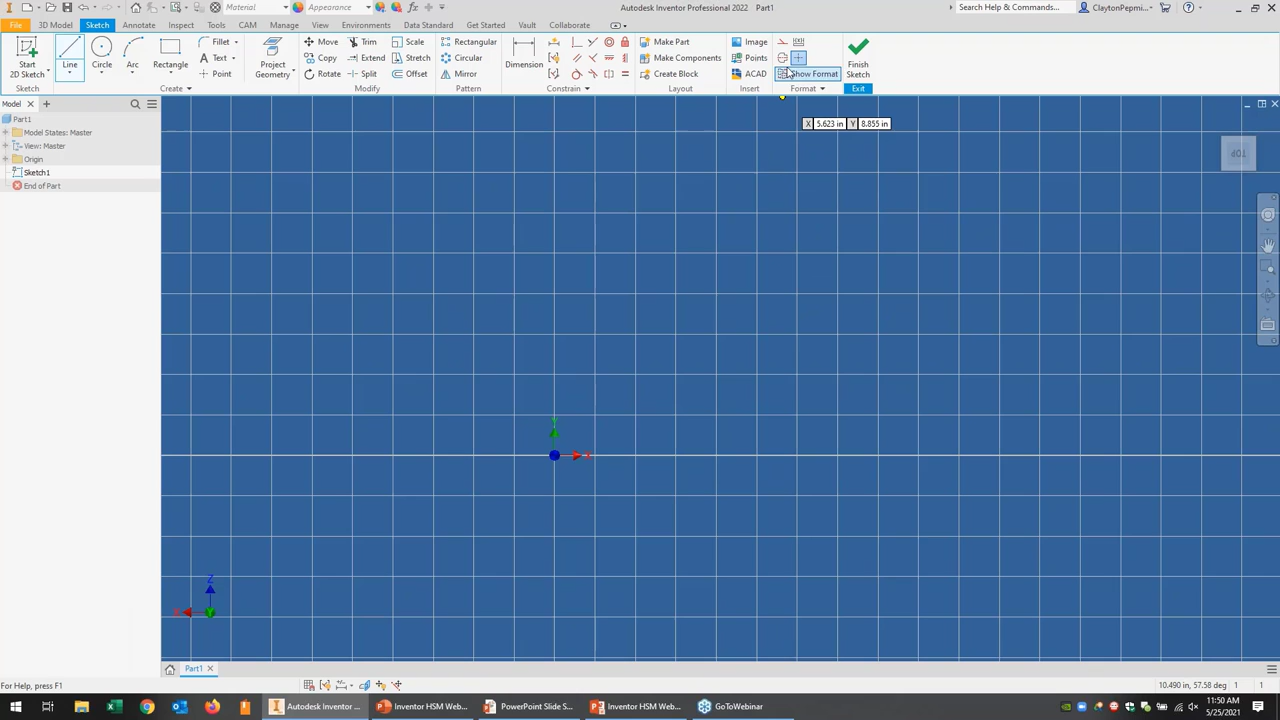 Material
Appearance
Autodesk Inventor Professional 2022 Part1
Search Help & Commands...
ClaytonPepmi...
File
3D Model
Sketch
Annotate
Inspect
Tools
CAM
Manage
View
Environments
Data Standard
Get Started
Vault
Collaborate
Start
2D Sketch
Line
Circle
Arc
Rectangle
Fillet
Text
Point
Project
Geometry
Move
Copy
Rotate
Trim
Extend
Split
Scale
Stretch
Offset
Rectangular
Circular
Mirror
Dimension
Make Part
Make Components
Create Block
Image
Points
ACAD
Show Format
Finish
Sketch
Sketch
Create
Modify
Pattern
Constrain
Layout
Insert
Format
Exit
Model
Part1
Model States: Master
View: Master
Origin
Sketch1
End of Part
X 5.623 in Y 8.855 in
TOP
Y
X
Z
X
Part1
For Help, press F1
10.490 in, 57.58 deg 1 1
Autodesk Inventor ...
Inventor HSM Web...
PowerPoint Slide S...
Inventor HSM Web...
GoToWebinar
11:50 AM
5/25/2021